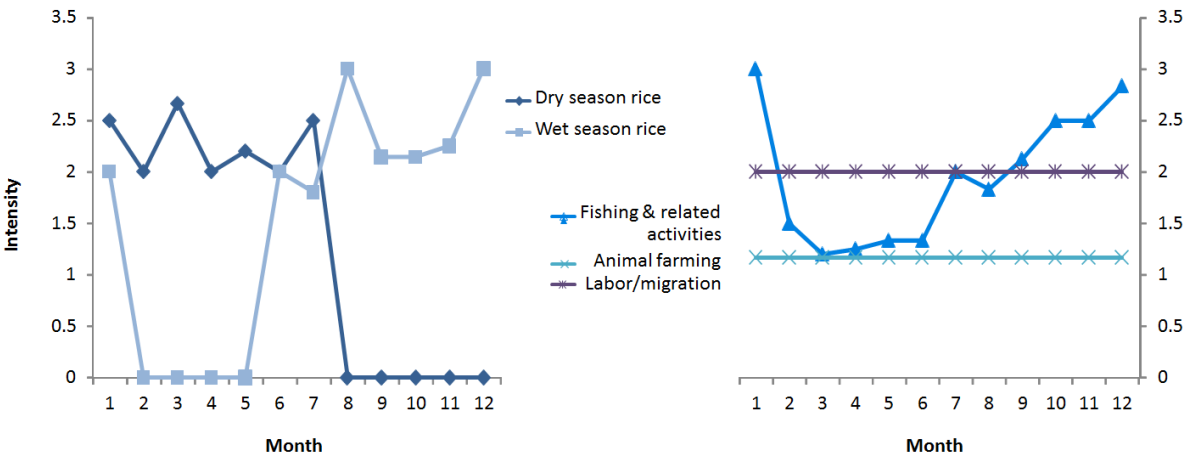 3.5
3
2.5
2
1.5
1
0.5
0
Intensity
1 2 3 4 5 6 7 8 9 10 11 12
Month
Dry season rice
Wet season rice
Fishing & related
activities
Animal farming
Labor/migration
3.5
3
2.5
2
1.5
1
0.5
0
1 2 3 4 5 6 7 8 9 10 11 12
Month